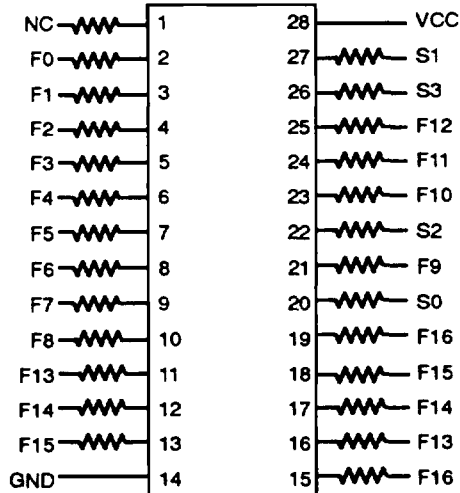 NC 1 28 VCC
F0 2 27 S1
F1 3 26 S3
F2 4 25 F12
F3 5 24 F11
F4 6 23 F10
F5 7 22 S2
F6 8 21 F9
F7 9 20 S0
F8 10 19 F16
F13 11 18 F15
F14 12 17 F14
F15 13 16 F13
GND 14 15 F16